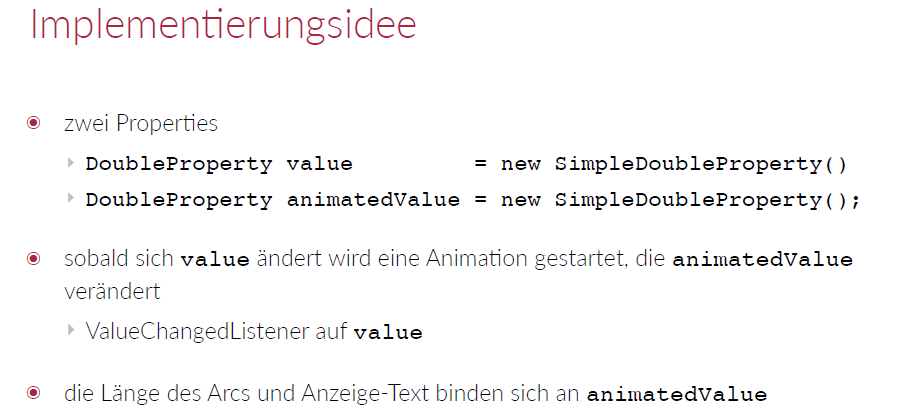 Implementierungsidee
zwei Properties
DoubleProperty value = new SimpleDoubleProperty()
DoubleProperty animatedValue = new SimpleDoubleProperty();
sobald sich value ändert wird eine Animation gestartet, die animatedValue
verändert
ValueChangedListener auf value
die Länge des Arcs und Anzeige-Text binden sich an animatedValue